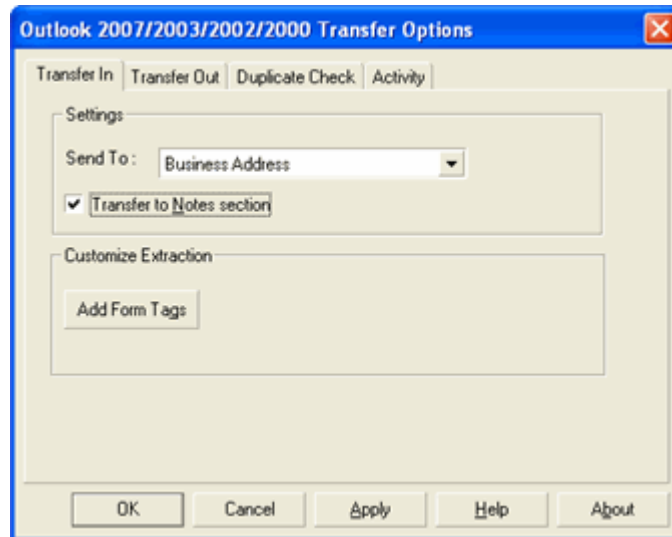 Outlook 2007/2003/2002/2000 Transfer Options
Transfer In Transfer Out Duplicate Check Activity
Settings
Send To : Business Address
Transfer to Notes section
Customize Extraction
Add Form Tags
OK Cancel Apply Help About